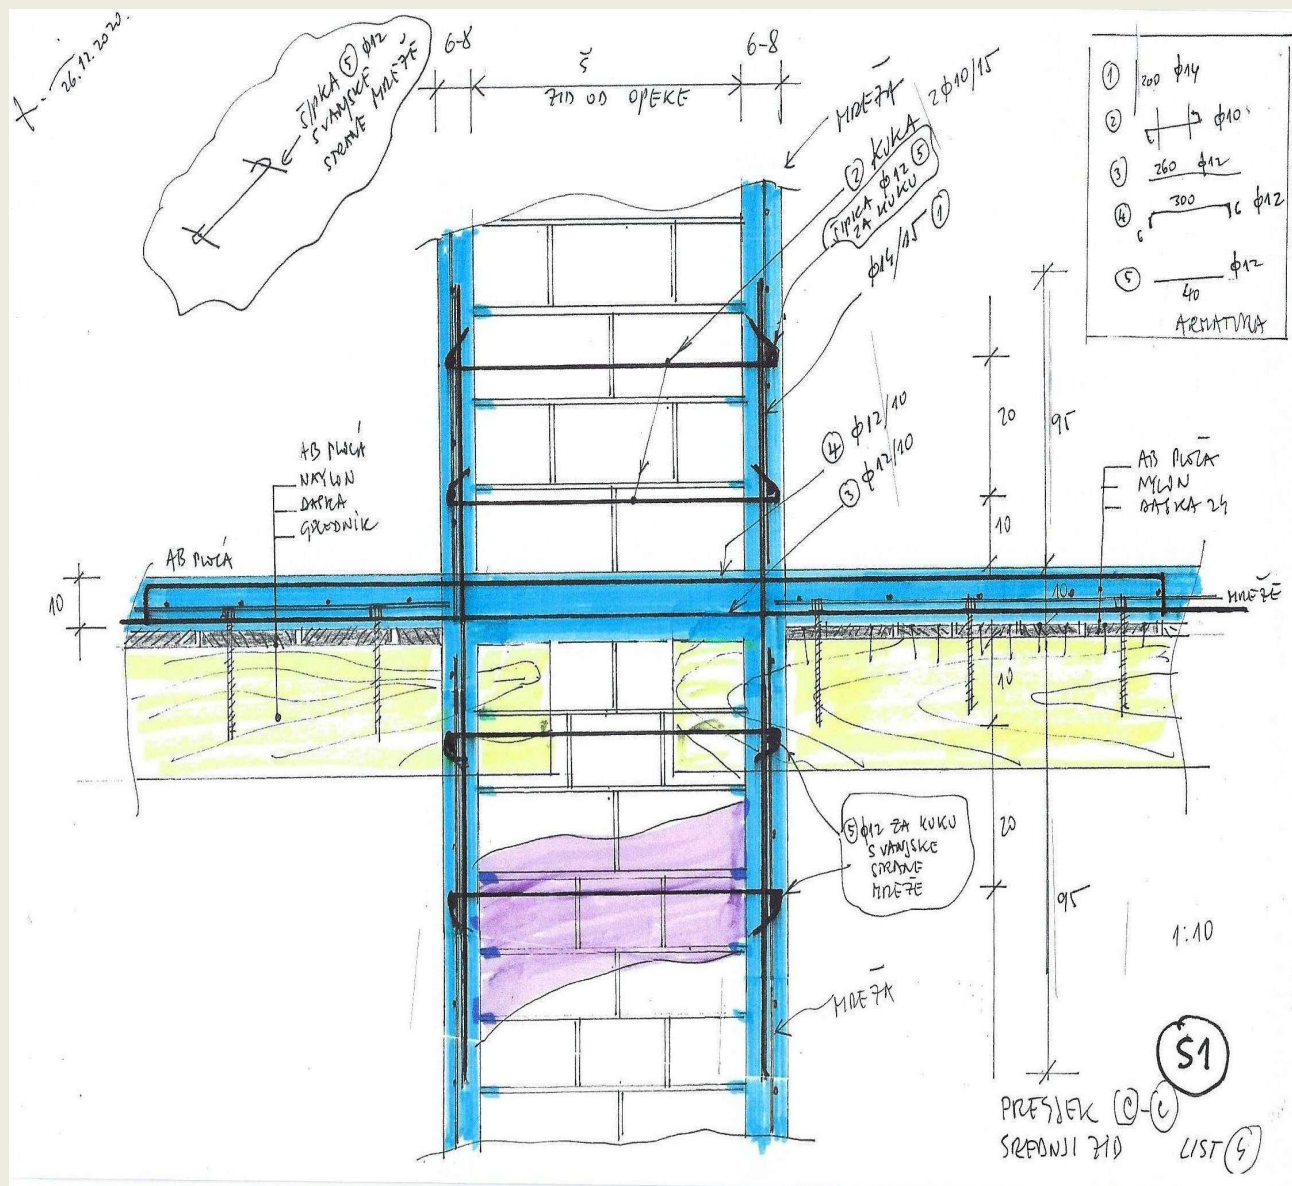 26.12.2020.
ŠIPKA ⑤ ϕ12
S VANJSKE
STRANE MREŽE
6-8
Š
ZID OD OPEKE
6-8
MREŽA
2ϕ10/15
② KUKA
ŠIPKA ϕ12 ⑤
ZA KUKU
ϕ14/15 ①
① 200 ϕ14
② ϕ10
③ 260 ϕ12
④ 6 300 6 ϕ12
⑤ 40 ϕ12
ARMATURA
④ ϕ12/10
③ ϕ12/10
20
95
10
AB PLOČA
NAYLON
DASKA
GREDNIK
AB PLOČA
NYLON
DASKA 24
AB PLOČA
10
10
MREŽE
10
⑤ ϕ12 ZA KUKU
S VANJSKE
STRANE
MREŽE
20
95
1:10
MREŽA
S1
PRESJEK C-C
SREDNJI ZID
LIST